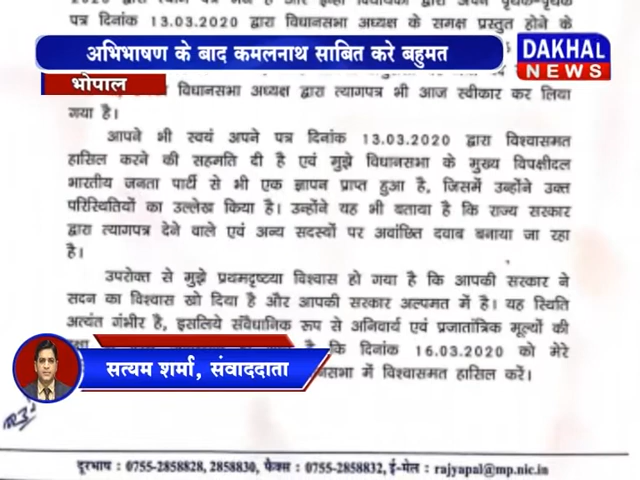 पत्र दिनांक 13.03.2020 द्वारा विधानसभा अध्यक्ष के समक्ष प्रस्तुत होने के
अभिभाषण के बाद कमलनाथ साबित करे बहुमत
DAKHAL
NEWS
भोपाल
विधानसभा अध्यक्ष द्वारा त्यागपत्र भी आज स्वीकार कर लिया
गया है।
आपने भी स्वयं अपने पत्र दिनांक 13.03.2020 द्वारा विश्वासमत
हासिल करने की सहमति दी है एवं मुझे विधानसभा के मुख्य विपक्षीदल
भारतीय जनता पार्टी से भी एक ज्ञापन प्राप्त हुआ है, जिसमें उन्होंने उक्त
परिस्थितियों का उल्लेख किया है। उन्होंने यह भी बताया है कि राज्य सरकार
द्वारा त्यागपत्र देने वाले एवं अन्य सदस्यों पर अवांछित दवाब बनाया जा रहा
है।
उपरोक्त से मुझे प्रथमदृष्टया विश्वास हो गया है कि आपकी सरकार ने
सदन का विश्वास खो दिया है और आपकी सरकार अल्पमत में है। यह स्थिति
अत्यंत गंभीर है, इसलिये संवैधानिक रूप से अनिवार्य एवं प्रजातांत्रिक मूल्यों की
है कि दिनांक 16.03.2020 को मेरे
सत्यम शर्मा, संवाददाता
में विश्वासमत हासिल करें।
दूरभाष : 0755-2858828, 2858830, फैक्स : 0755-2858832, ई-मेल : rajyapal@mp.nic.in